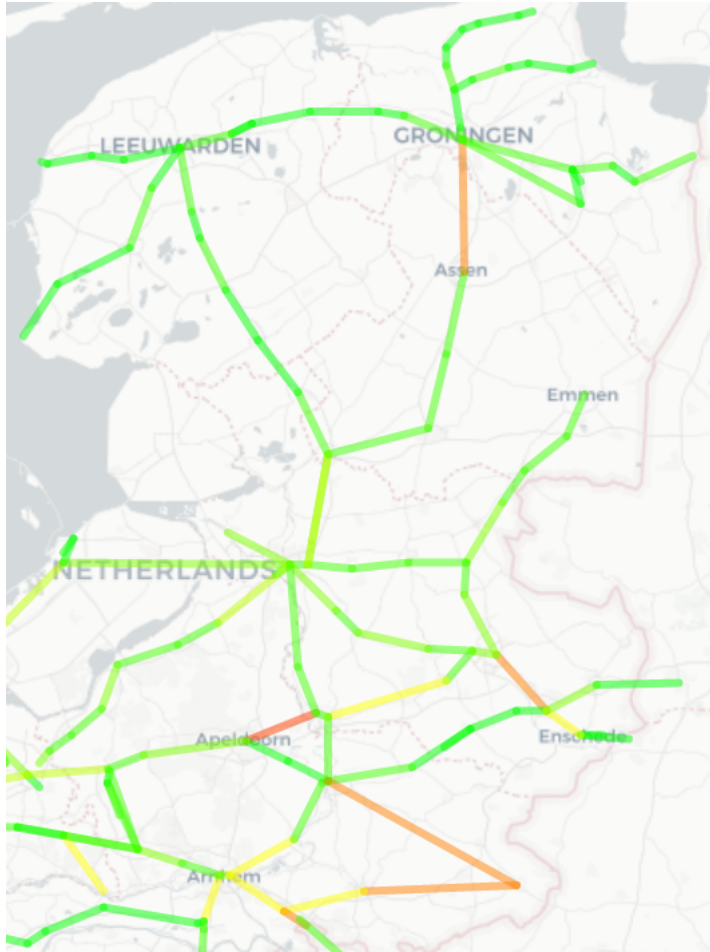 LEEUWARDEN
GRONINGEN
Assen
Emmen
NETHERLANDS
Apeldoorn
Enschede
Arnhem